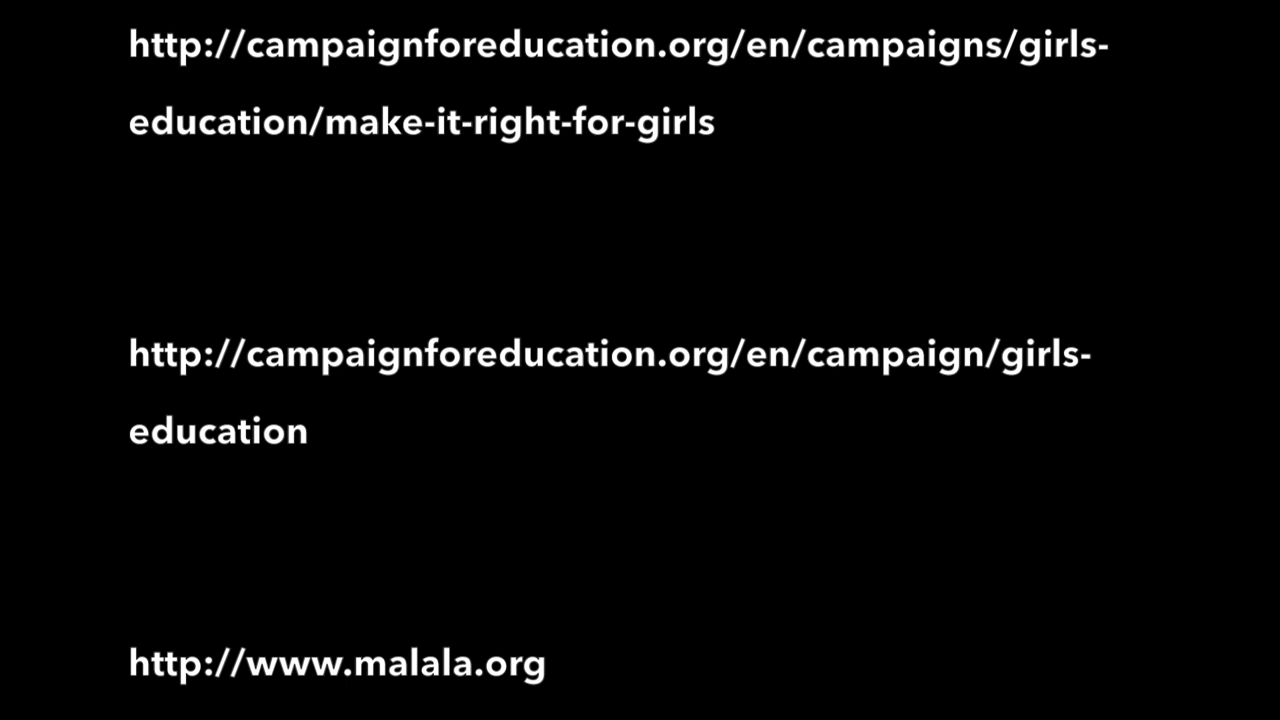 http://campaignforeducation.org/en/campaigns/girls-
education/make-it-right-for-girls
http://campaignforeducation.org/en/campaign/girls-
education
http://www.malala.org